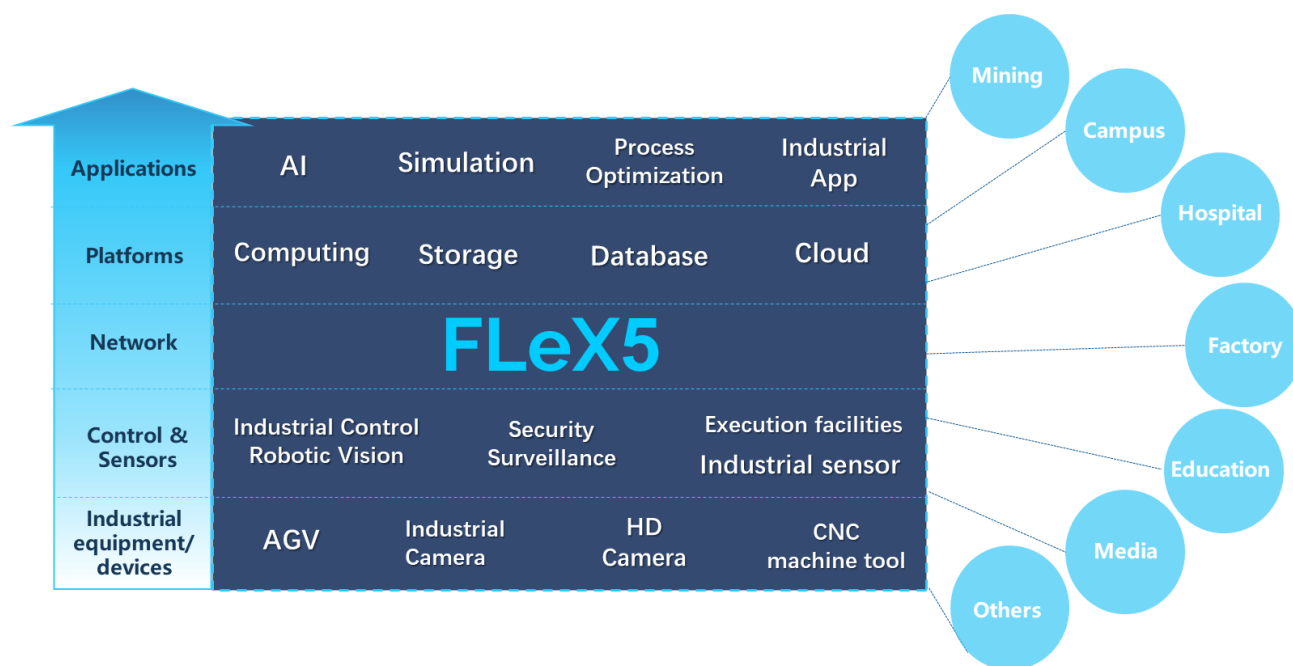 Mining
Campus
Hospital
Factory
Education
Media
Others
Applications
AI
Simulation
Process
Optimization
Industrial
App
Platforms
Computing
Storage
Database
Cloud
Network
FLeX5
Control &
Sensors
Industrial Control
Robotic Vision
Security
Surveillance
Execution facilities
Industrial sensor
Industrial
equipment/
devices
AGV
Industrial
Camera
HD
Camera
CNC
machine tool